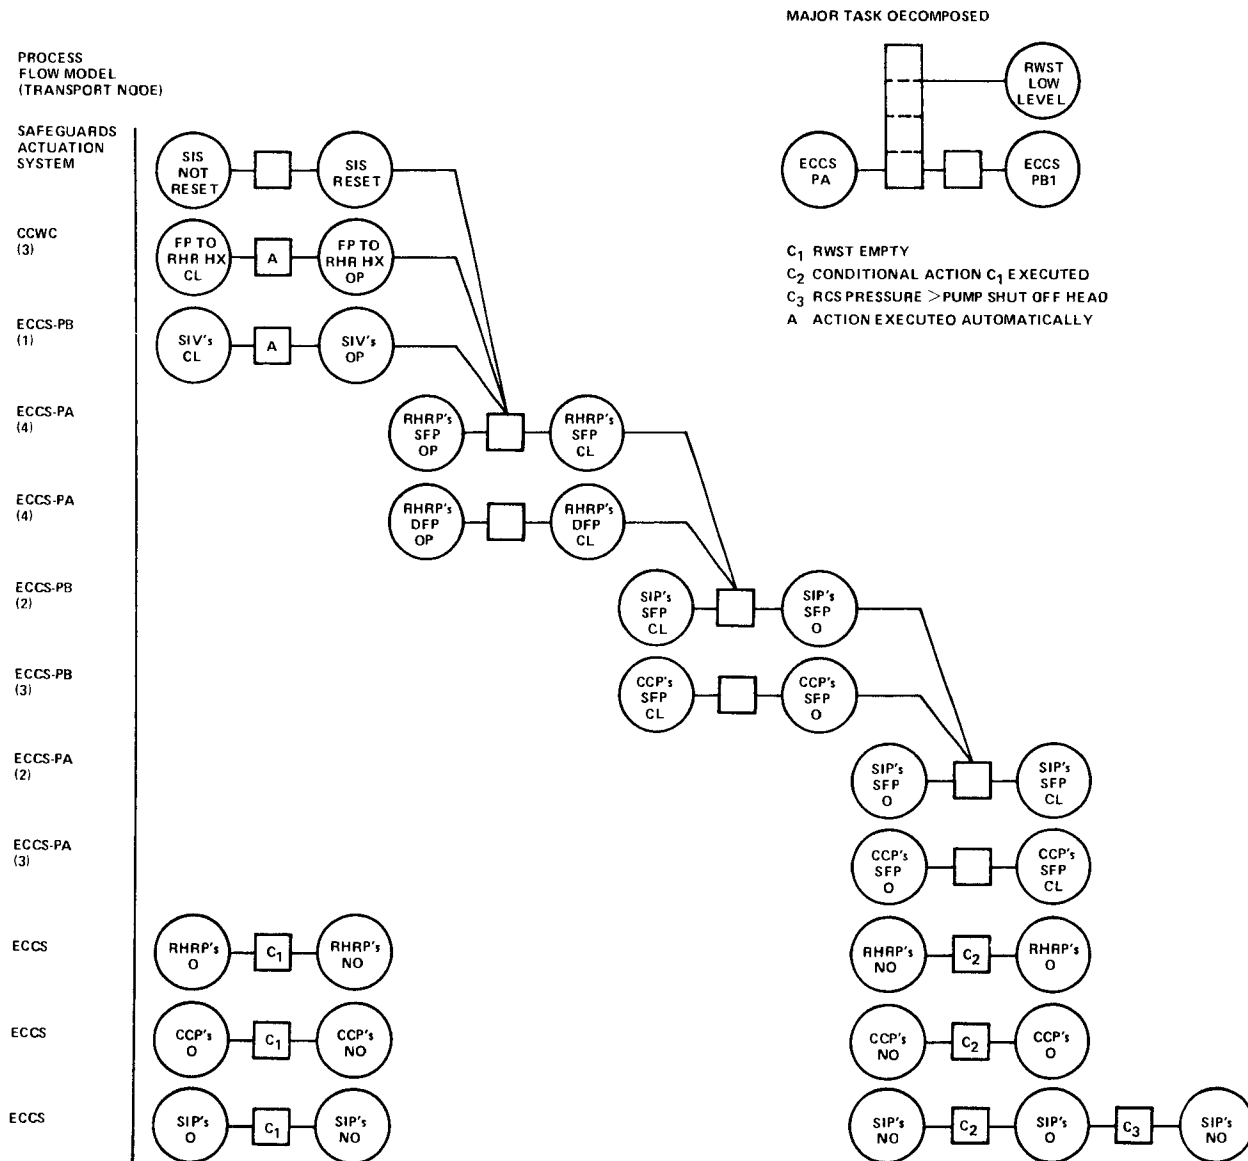 MAJOR TASK DECOMPOSED
PROCESS
FLOW MODEL
(TRANSPORT NODE)
RWST
LOW
LEVEL
ECCS
PA
ECCS
PB1
C1 RWST EMPTY
C2 CONDITIONAL ACTION C1 EXECUTED
C3 RCS PRESSURE >PUMP SHUT OFF HEAD
A ACTION EXECUTED AUTOMATICALLY
SAFEGUARDS
ACTUATION
SYSTEM
SIS
NOT
RESET
SIS
RESET
CCWC
(3)
FP TO
RHR HX
CL
A
FP TO
RHR HX
OP
ECCS-PB
(1)
SIV's
CL
A
SIV's
OP
ECCS-PA
(4)
RHRP's
SFP
OP
RHRP's
SFP
CL
ECCS-PA
(4)
RHRP's
DFP
OP
RHRP's
DFP
CL
ECCS-PB
(2)
SIP's
SFP
CL
SIP's
SFP
O
ECCS-PB
(3)
CCP's
SFP
CL
CCP's
SFP
O
ECCS-PA
(2)
SIP's
SFP
O
SIP's
SFP
CL
ECCS-PA
(3)
CCP's
SFP
O
CCP's
SFP
CL
ECCS
RHRP's
O
C1
RHRP's
NO
RHRP's
NO
C2
RHRP's
O
ECCS
CCP's
O
C1
CCP's
NO
CCP's
NO
C2
CCP's
O
ECCS
SIP's
O
C1
SIP's
NO
SIP's
NO
C2
SIP's
O
C3
SIP's
NO